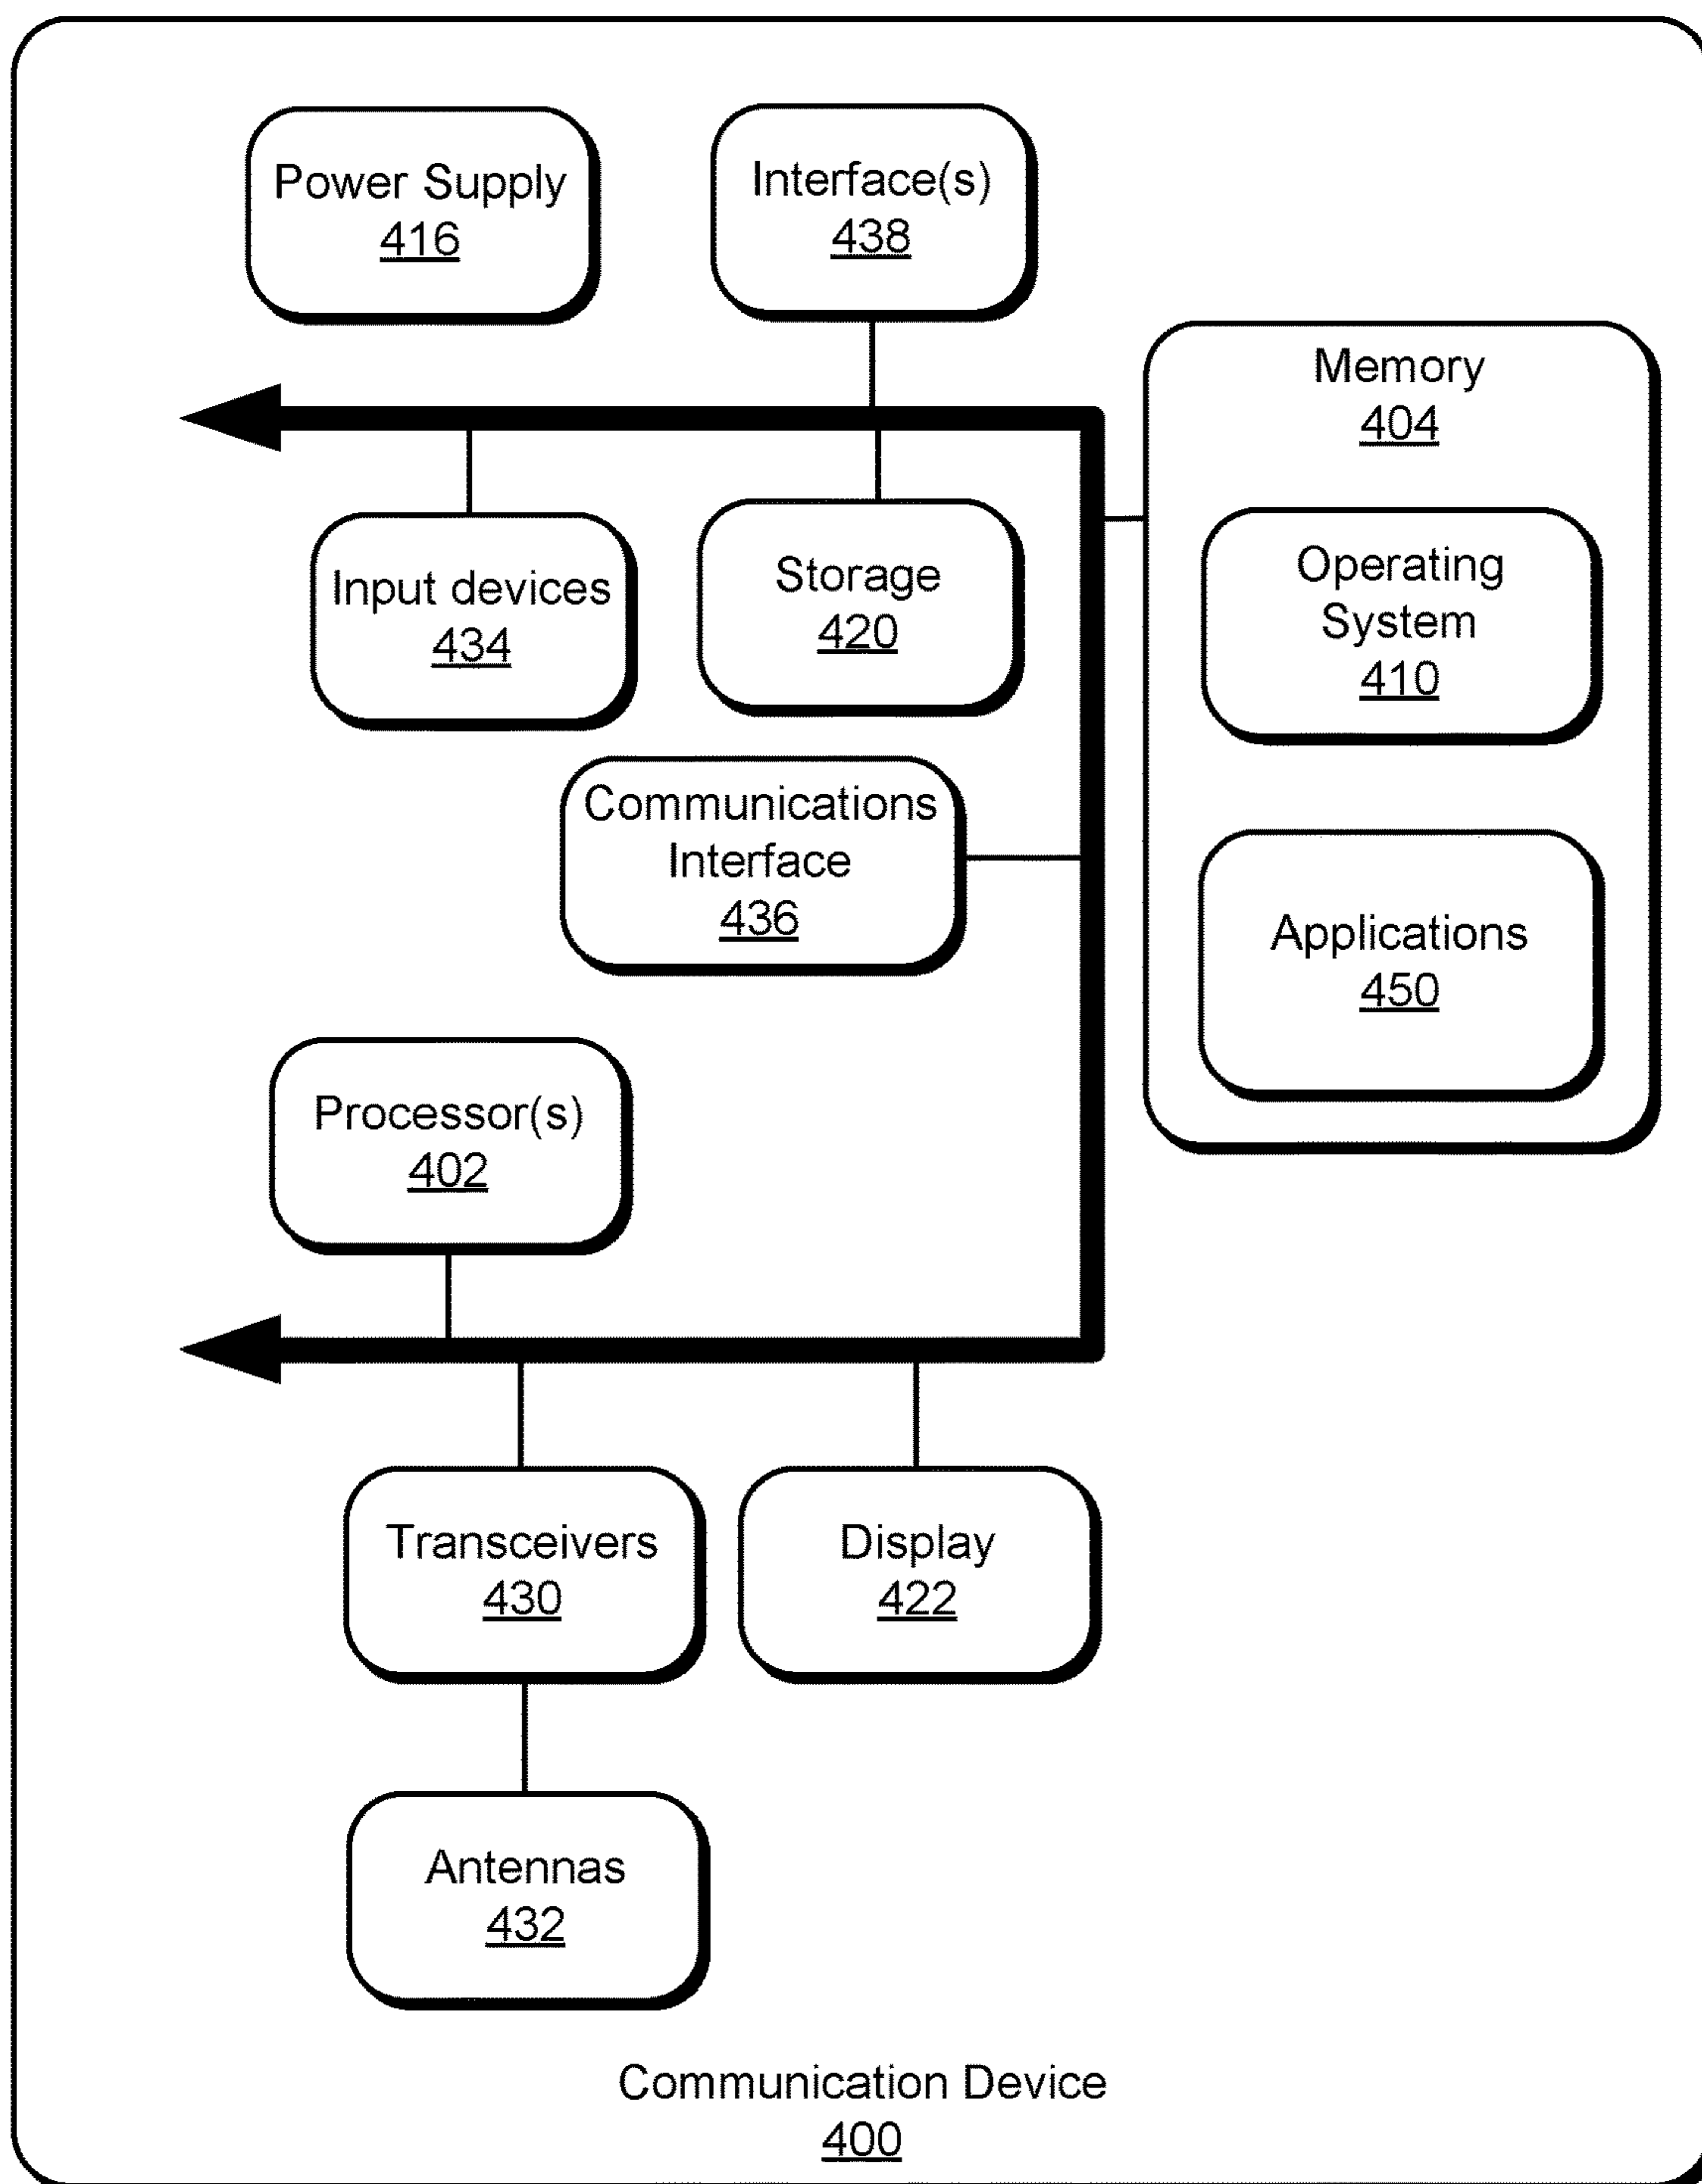 Power Supply
416
Interface(s)
438
Memory
404
Operating
System
410
Applications
450
Input devices
434
Storage
420
Communications
Interface
436
Processor(s)
402
Transceivers
430
Display
422
Antennas
432
Communication Device
400